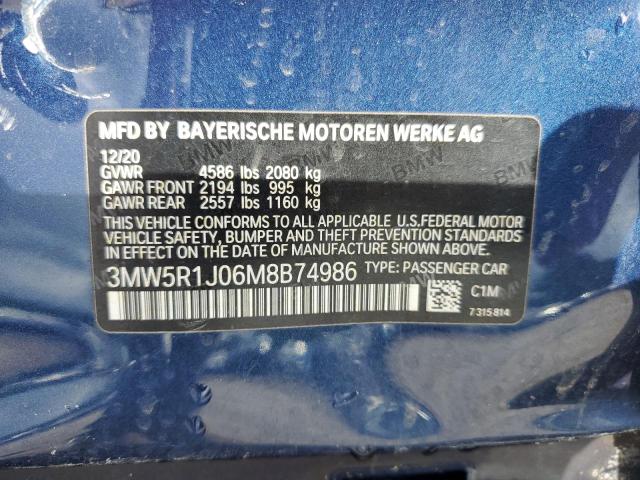 MFD BY BAYERISCHE MOTOREN WERKE AG
12/20
GVWR 4586 lbs 2080 kg
GAWR FRONT 2194 lbs 995 kg
GAWR REAR 2557 lbs 1160 kg
THIS VEHICLE CONFORMS TO ALL APPLICABLE U.S.FEDERAL MOTOR
VEHICLE SAFETY, BUMPER, AND THEFT PREVENTION STANDARDS
IN EFFECT ON THE DATE OF MANUFACTURE SHOWN ABOVE.
3MW5R1J06M8B74986 TYPE: PASSENGER CAR
C1M
7315814